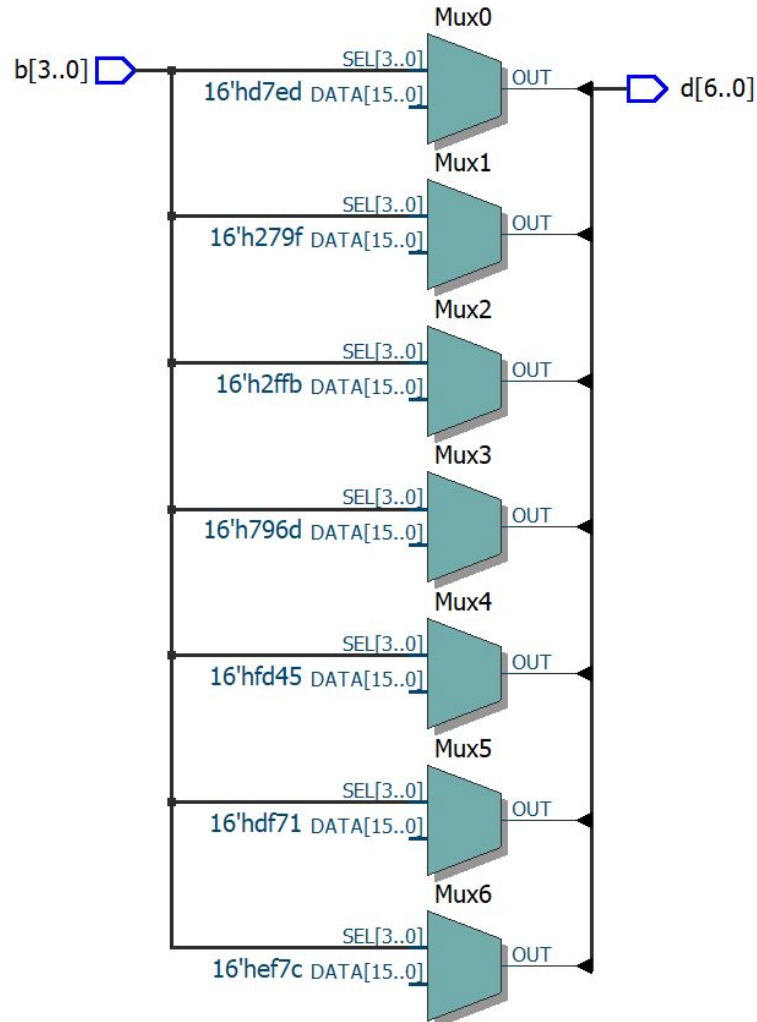 Mux0
b[3..0]
SEL[3..0]
16'hd7ed DATA[15..0]
OUT
d[6..0]
Mux1
SEL[3..0]
16'h279f DATA[15..0]
OUT
Mux2
SEL[3..0]
16'h2ffb DATA[15..0]
OUT
Mux3
SEL[3..0]
16'h796d DATA[15..0]
OUT
Mux4
SEL[3..0]
16'hfd45 DATA[15..0]
OUT
Mux5
SEL[3..0]
16'hdf71 DATA[15..0]
OUT
Mux6
SEL[3..0]
16'hef7c DATA[15..0]
OUT